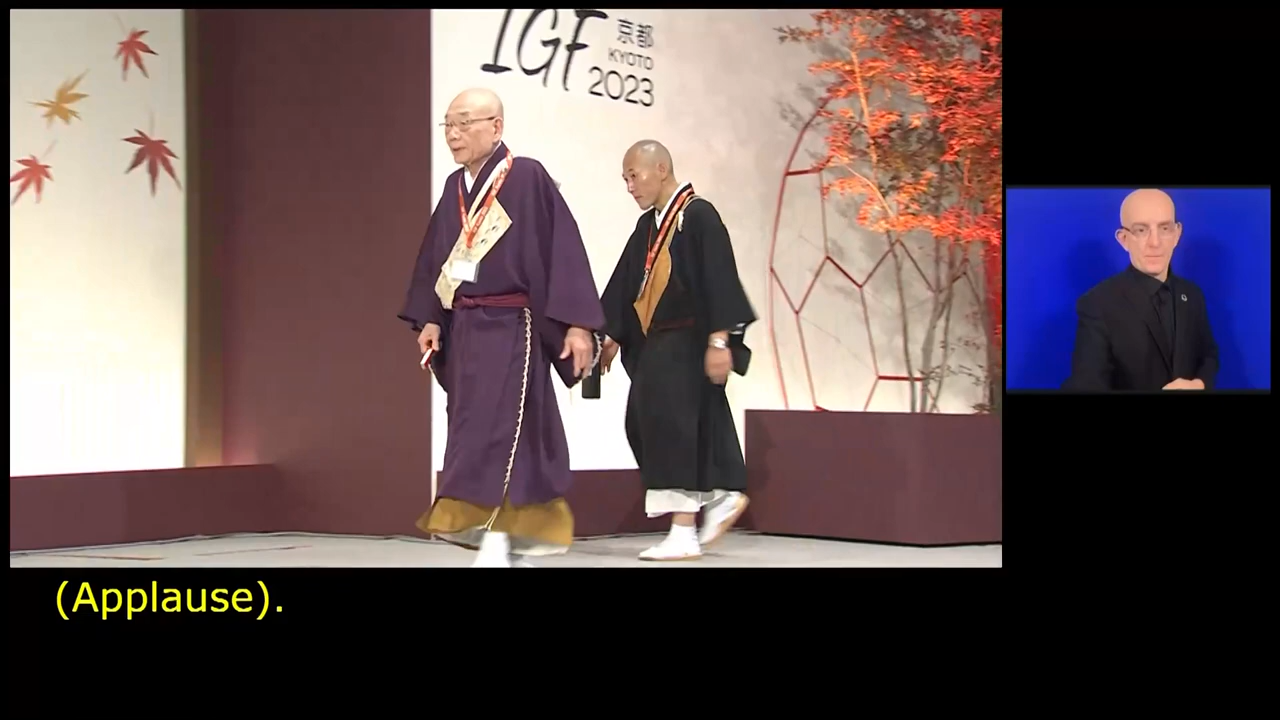 IGF
京都
KYOTO
2023
(Applause).